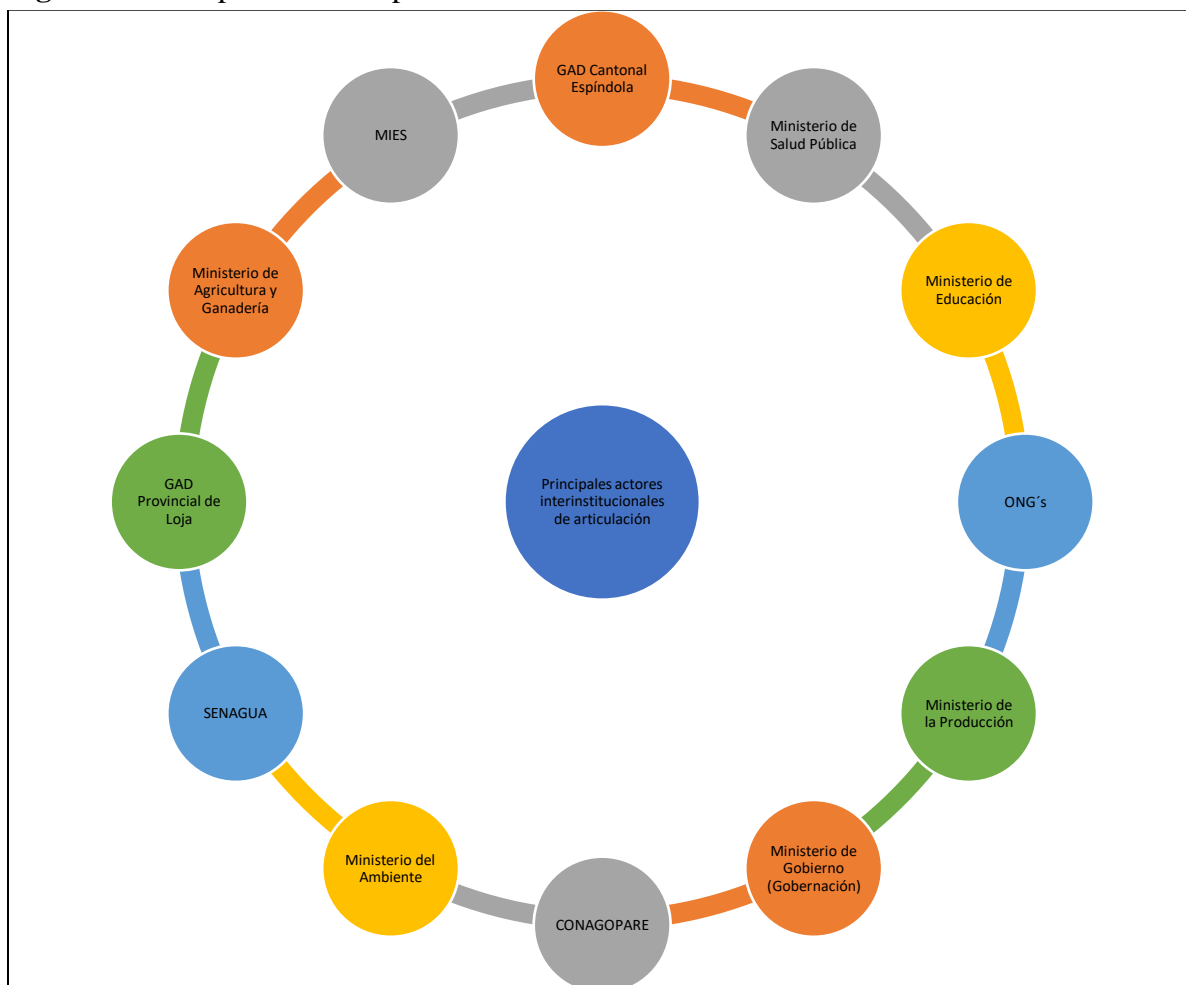 GAD Cantonal
Espíndola
Ministerio de
Salud Pública
Ministerio de
Educación
ONG´s
Ministerio de
la Producción
Ministerio de
Gobierno
(Gobernación)
CONAGOPARE
Ministerio del
Ambiente
SENAGUA
GAD
Provincial de
Loja
Ministerio de
Agricultura y
Ganadería
MIES
Principales actores
interinstitucionales
de articulación